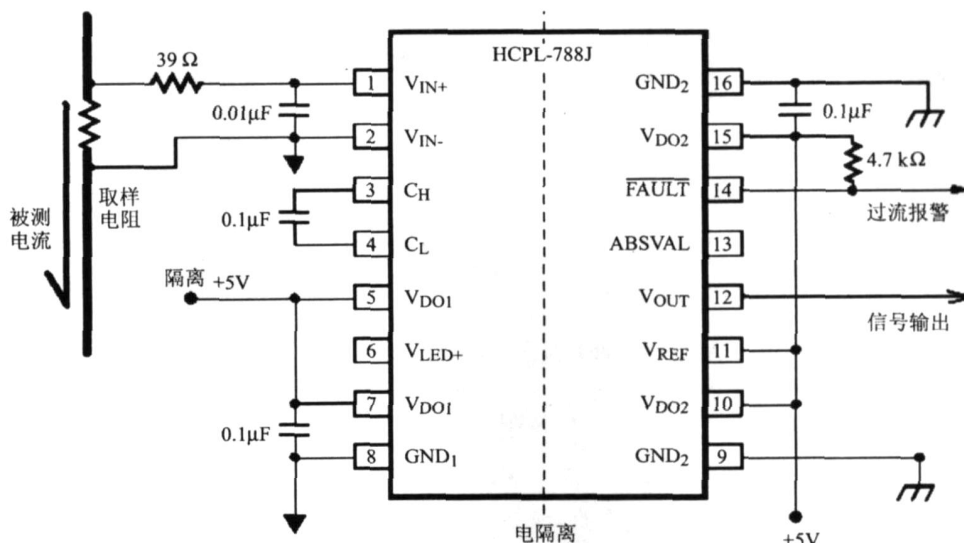 HCPL-788J
39 Ω
0.01μF
取样
电阻
被测
电流
0.1μF
隔离 +5V
0.1μF
1 VIN+
2 VIN-
3 CH
4 CL
5 VDO1
6 VLED+
7 VDO1
8 GND1
GND2 16
VDO2 15
FAULT 14
ABSVAL 13
VOUT 12
VREF 11
VDO2 10
GND2 9
0.1μF
4.7 kΩ
过流报警
信号输出
电隔离
+5V